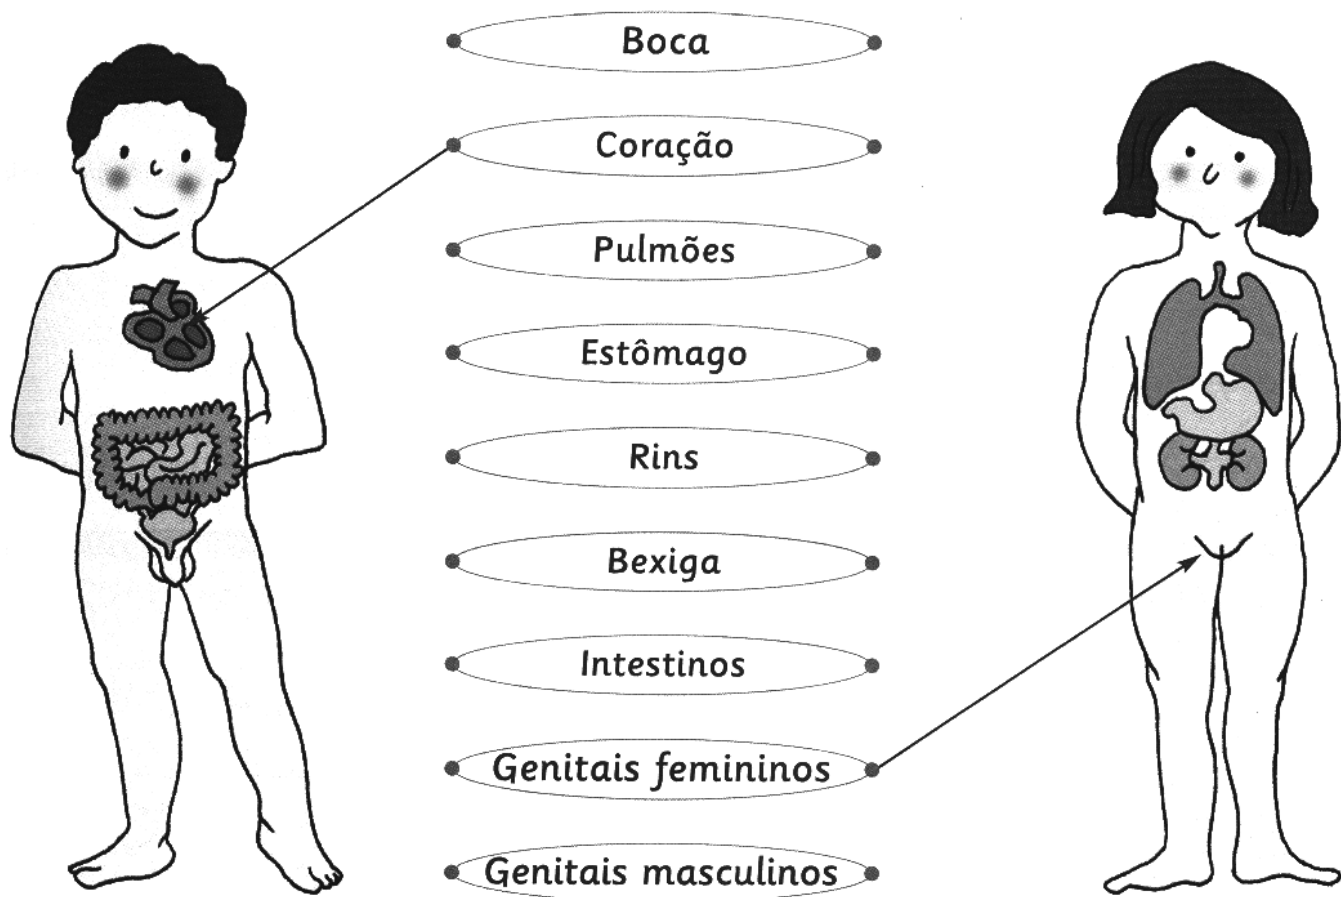 Boca
Coração
Pulmões
Estômago
Rins
Bexiga
Intestinos
Genitais femininos
Genitais masculinos